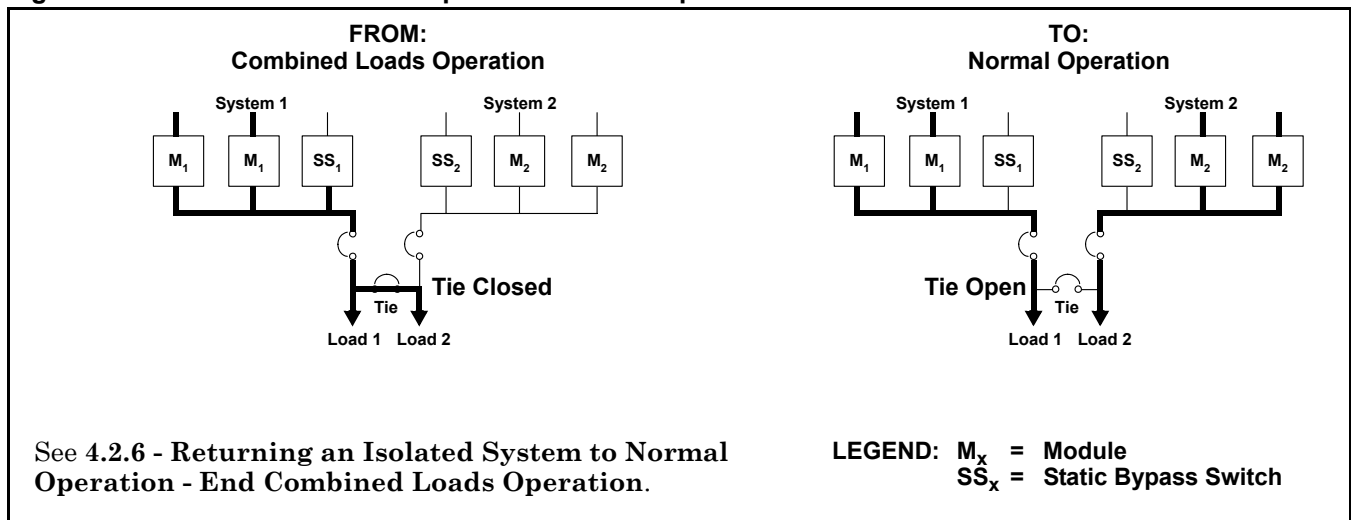 FROM:
Combined Loads Operation
System 1
System 2
M1
M1
SS1
SS2
M2
M2
Tie Closed
Tie
Load 1
Load 2
TO:
Normal Operation
System 1
System 2
M1
M1
SS1
SS2
M2
M2
Tie Open
Tie
Load 1
Load 2
See 4.2.6 - Returning an Isolated System to Normal
Operation - End Combined Loads Operation.
LEGEND: Mx = Module
SSx = Static Bypass Switch